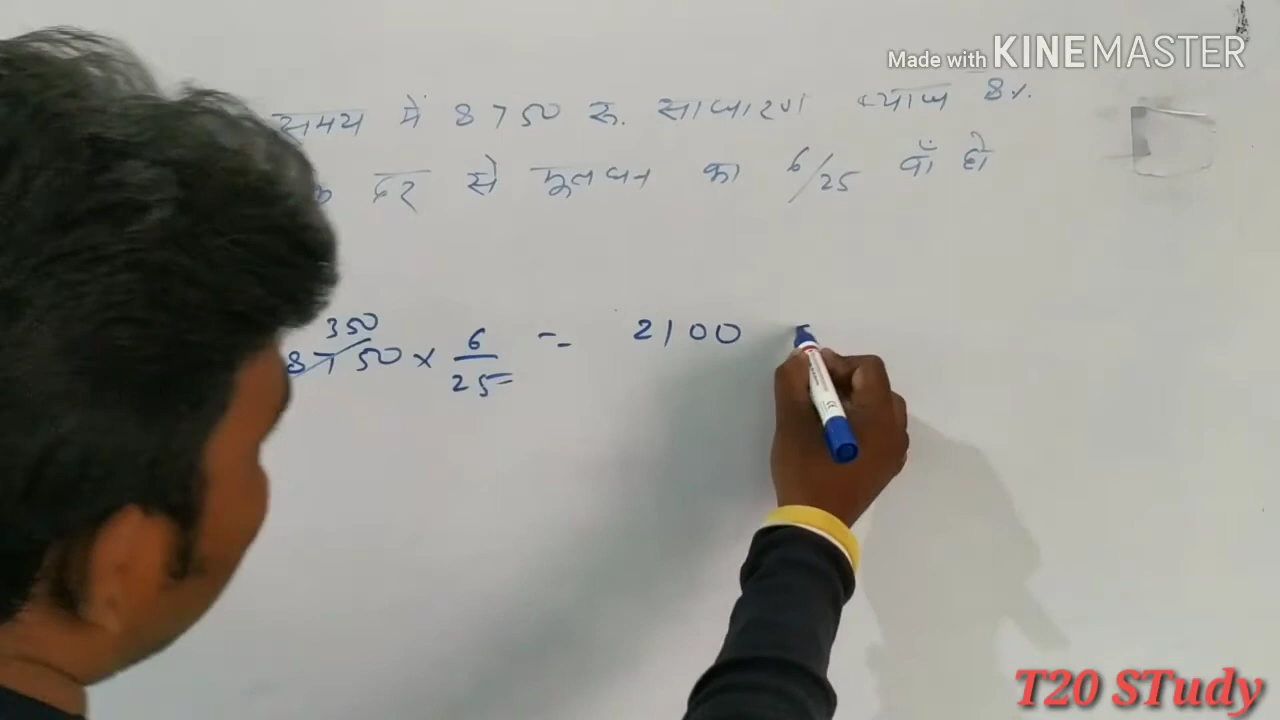 Made with KINEMASTER
समय में 8750 रु. साधारण ब्याज 8%.
दर से मूलधन का 6/25 वाँ हो
350
8750 × 6/25 = 2100
T20 STudy